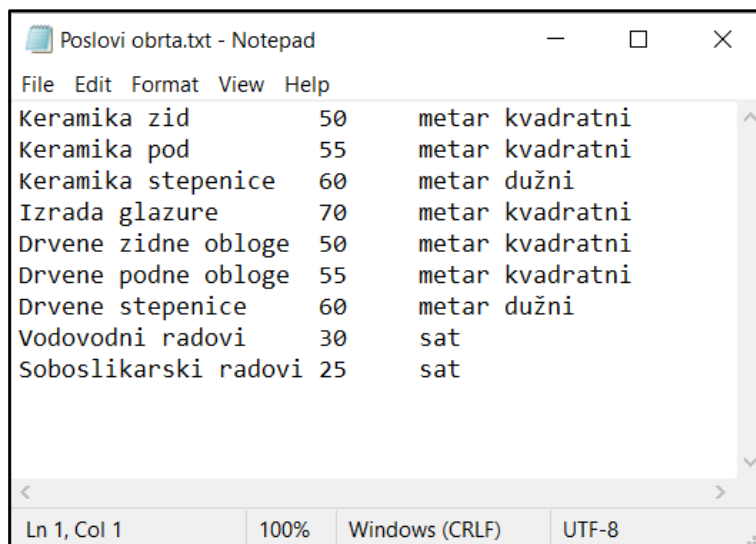 Poslovi obrta.txt - Notepad
File Edit Format View Help
Keramika zid 50 metar kvadratni
Keramika pod 55 metar kvadratni
Keramika stepenice 60 metar dužni
Izrada glazure 70 metar kvadratni
Drvene zidne obloge 50 metar kvadratni
Drvene podne obloge 55 metar kvadratni
Drvene stepenice 60 metar dužni
Vodovodni radovi 30 sat
Soboslikarski radovi 25 sat
Ln 1, Col 1 100% Windows (CRLF) UTF-8